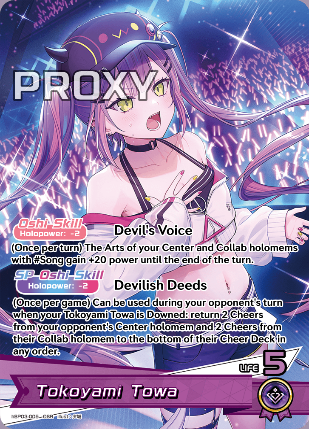 PROXY
Oshi-Skill
Holopower: -2
Devil's Voice
(Once per turn) The Arts of your Center and Collab holomems
with #Song gain +20 power until the end of the turn.
SP-Oshi-Skill
Holopower: -2
Devilish Deeds
(Once per game) Can be used during your opponent's turn
when your Tokoyami Towa is Downed: return 2 Cheers
from your opponent's Center holomem and 2 Cheers from
their Collab holomem to the bottom of their Cheer Deck in
any order.
LIFE 5
Tokoyami Towa